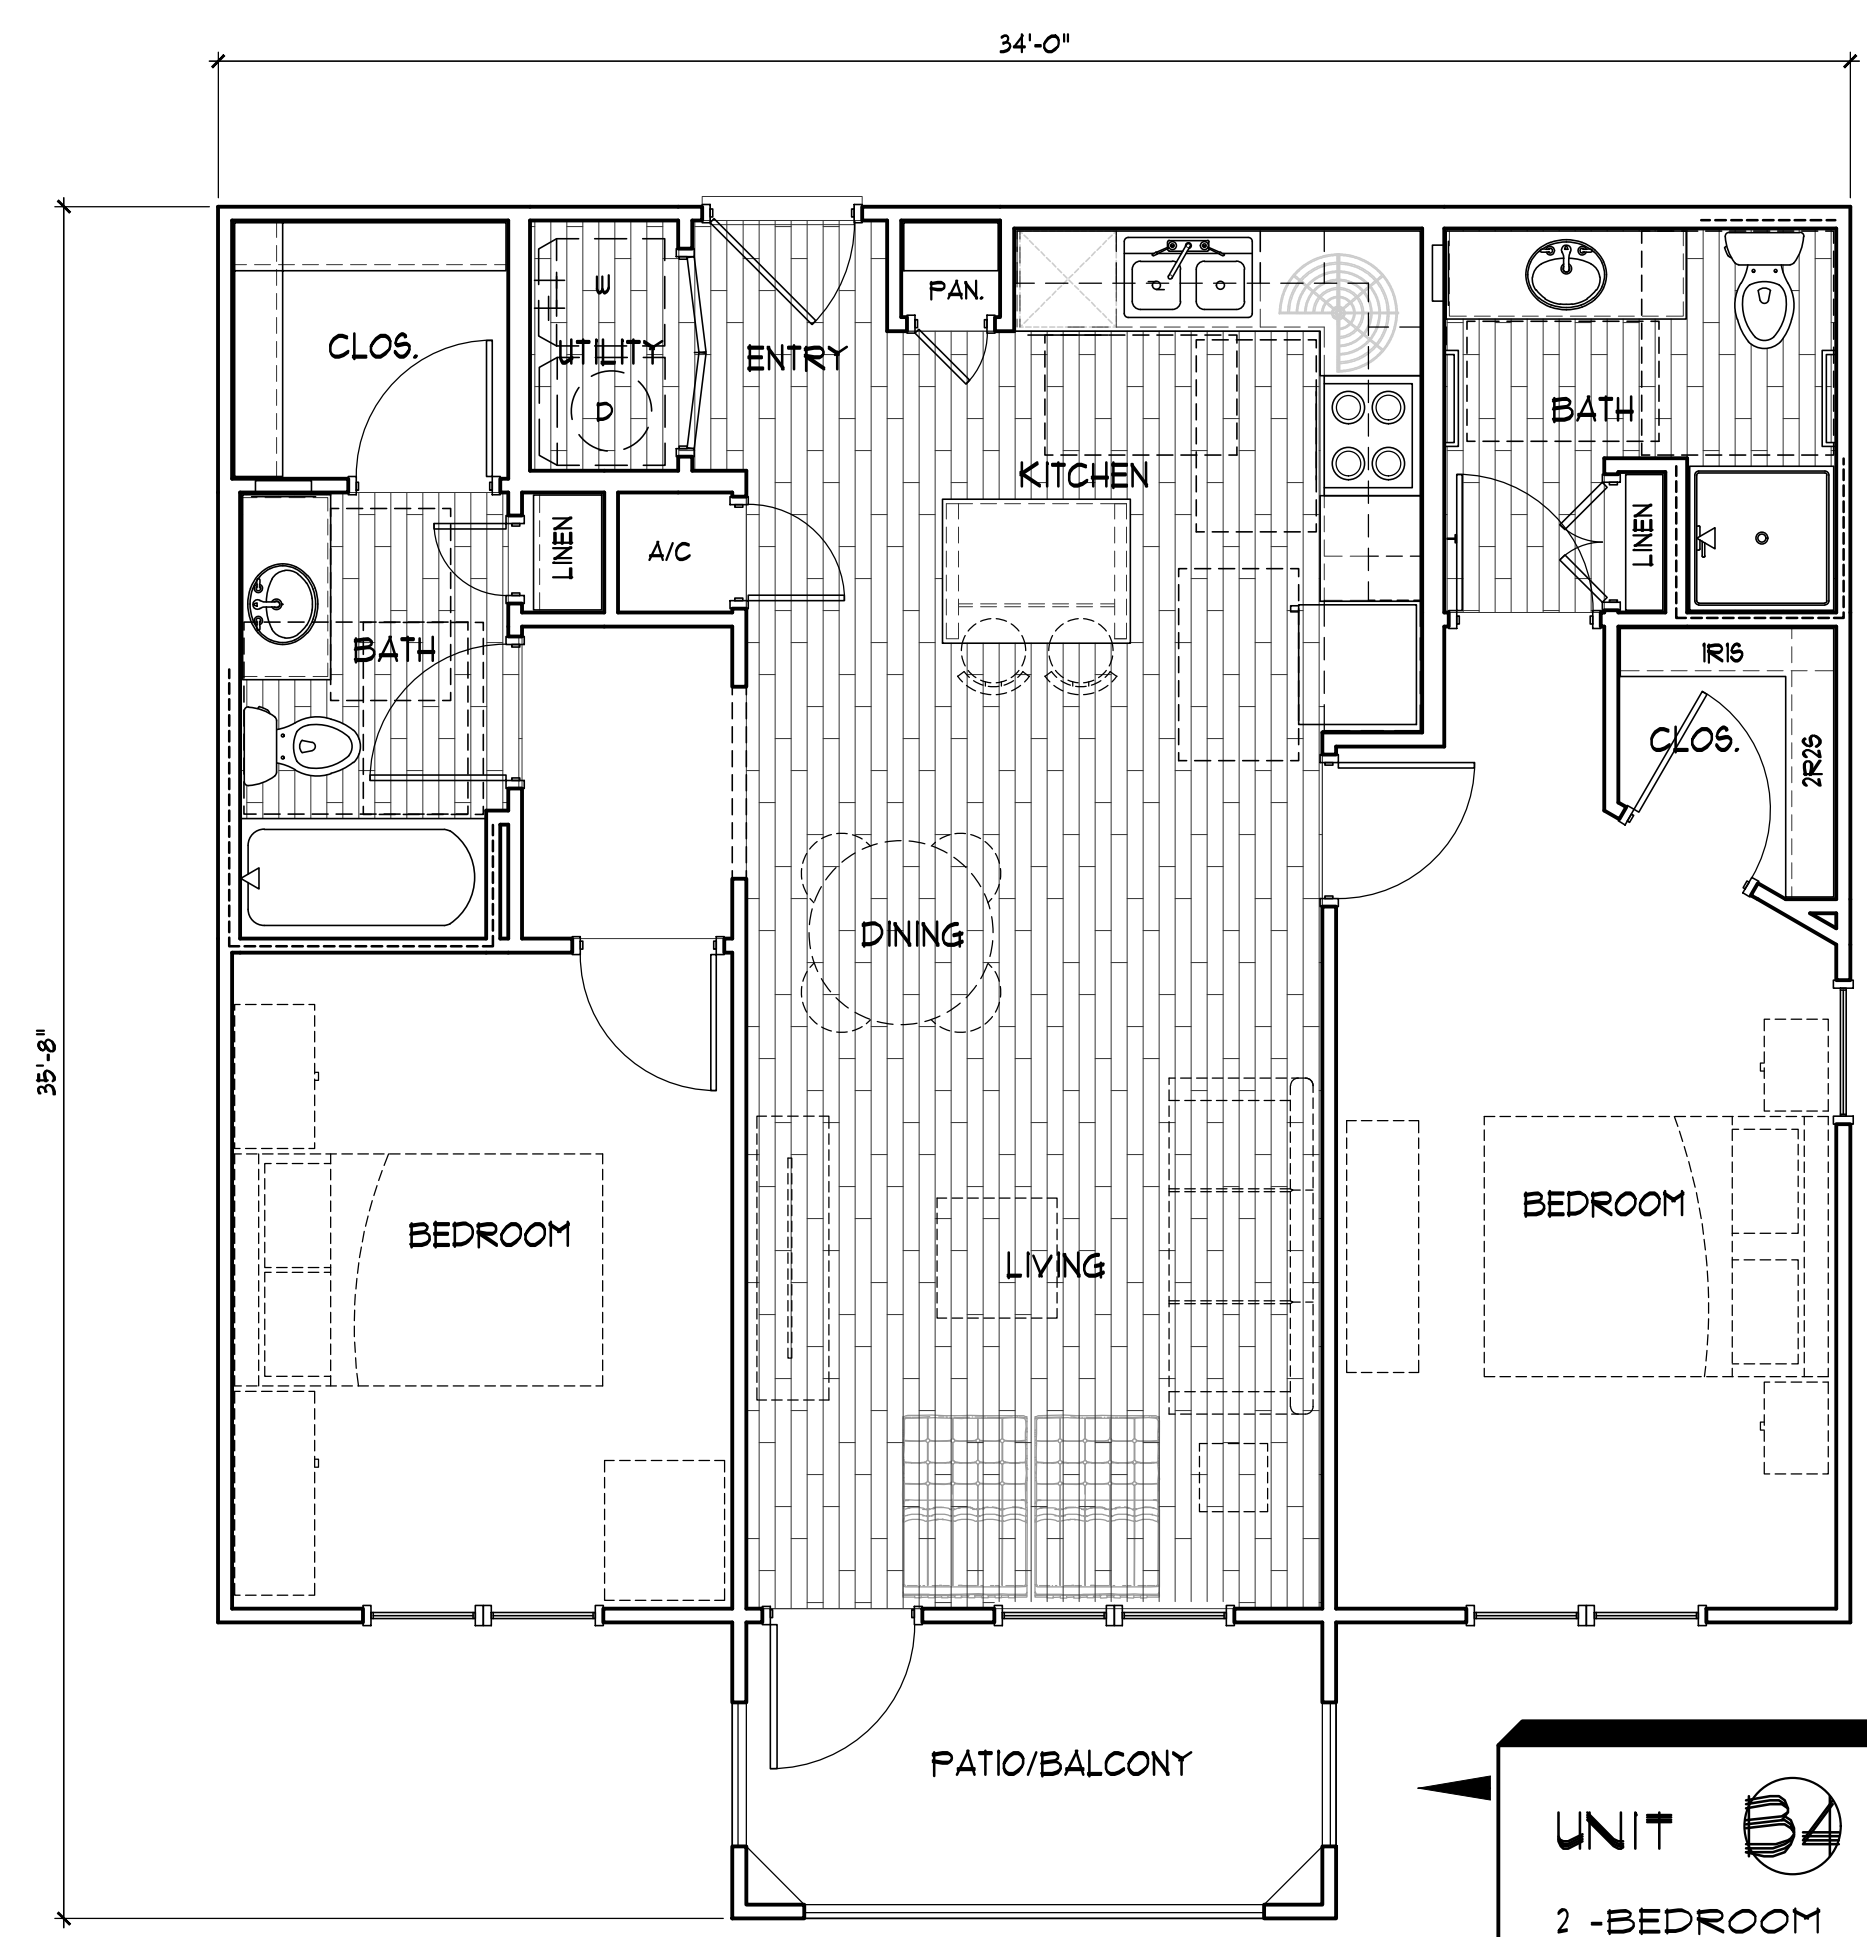 34'-0"
PAN.
W
CLOS.
UTILITY
ENTRY
D
BATH
KITCHEN
LINEN
A/C
LINEN
BATH
1R1S
CLOS.
2R2S
DINING
35'-8"
BEDROOM
BEDROOM
LIVING
PATIO/BALCONY
UNIT B4
2 -BEDROOM